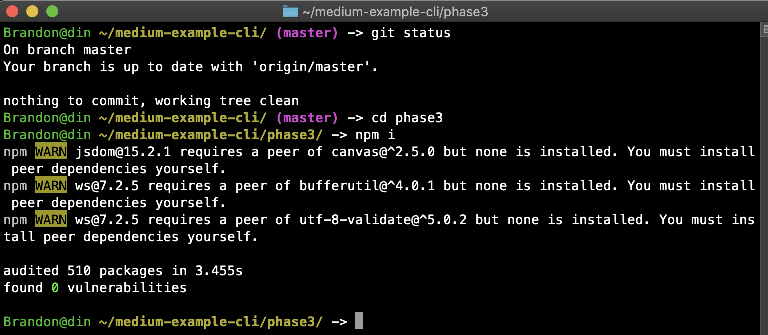 ~/medium-example-cli/phase3
Brandon@din ~/medium-example-cli/ (master) -> git status
On branch master
Your branch is up to date with 'origin/master'.
nothing to commit, working tree clean
Brandon@din ~/medium-example-cli/ (master) -> cd phase3
Brandon@din ~/medium-example-cli/phase3/ -> npm i
npm WARN jsdom@15.2.1 requires a peer of canvas@^2.5.0 but none is installed. You must install
 peer dependencies yourself.
npm WARN ws@7.2.5 requires a peer of bufferutil@^4.0.1 but none is installed. You must install
 peer dependencies yourself.
npm WARN ws@7.2.5 requires a peer of utf-8-validate@^5.0.2 but none is installed. You must ins
tall peer dependencies yourself.
audited 510 packages in 3.455s
found 0 vulnerabilities
Brandon@din ~/medium-example-cli/phase3/ ->